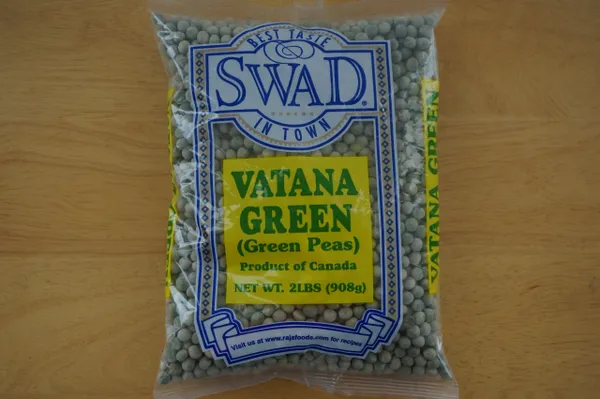 BEST TASTE
SWAD®
IN TOWN
VATANA
GREEN
(Green Peas)
Product of Canada
NET WT. 2LBS (908g)
Visit us at www.rajafoods.com for recipes
VATANA GREEN